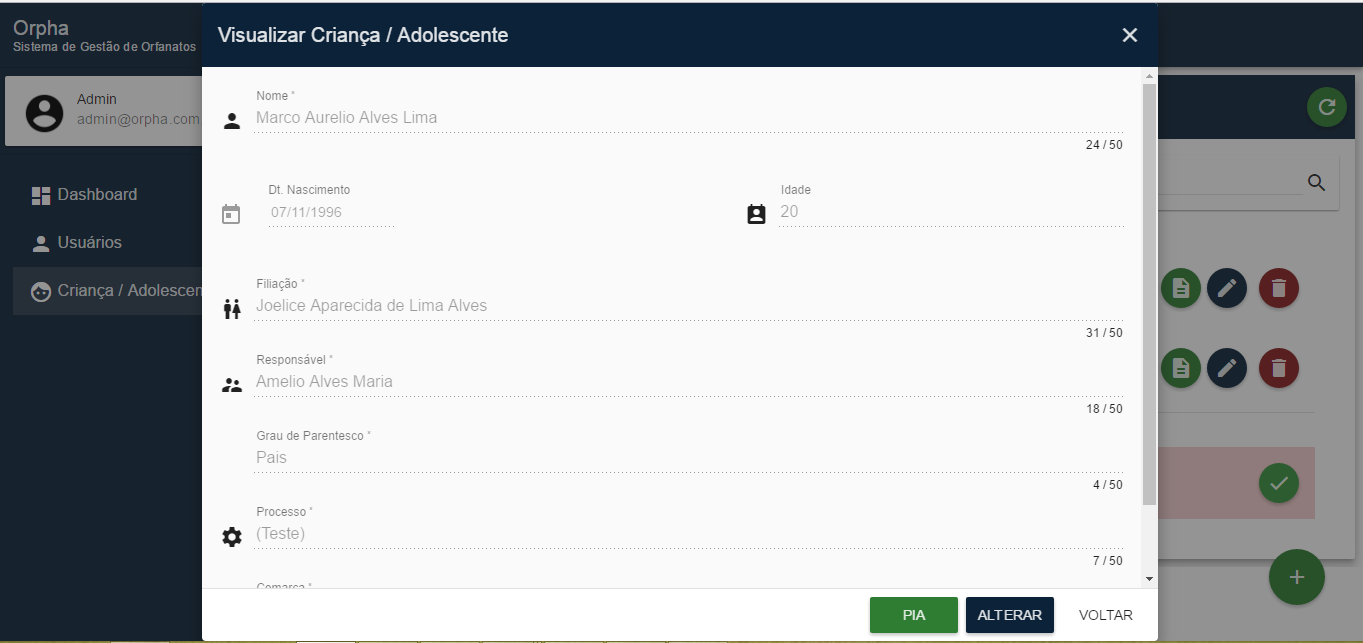 Orpha
Sistema de Gestão de Orfanatos
Admin
admin@orpha.com
Dashboard
Usuários
Criança / Adolescen
Visualizar Criança / Adolescente
Nome *
Marco Aurelio Alves Lima
24 / 50
Dt. Nascimento
07/11/1996
Idade
20
Filiação *
Joelice Aparecida de Lima Alves
31 / 50
Responsável *
Amelio Alves Maria
18 / 50
Grau de Parentesco *
Pais
4 / 50
Processo *
(Teste)
7 / 50
Comarca *
PIA
ALTERAR
VOLTAR